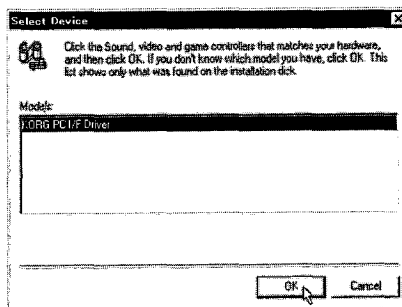 Select Device
Click the Sound, video and game controllers that matches your hardware,
and then click OK. If you don't know which model you have, click OK. This
list shows only what was found on the installation disk.
Models:
KORG PC I/F Driver
OK
Cancel